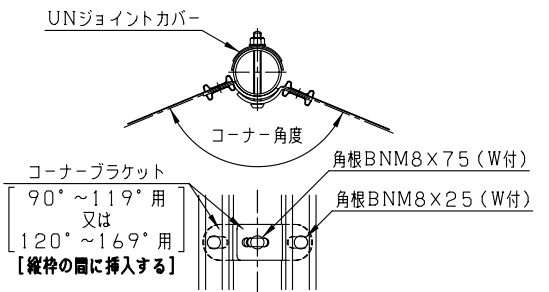 UNジョイントカバー
コーナー角度
コーナーブラケット
90°~119°用
又は
120°~169°用
[縦枠の間に挿入する]
角根BNM8×75(W付)
角根BNM8×25(W付)